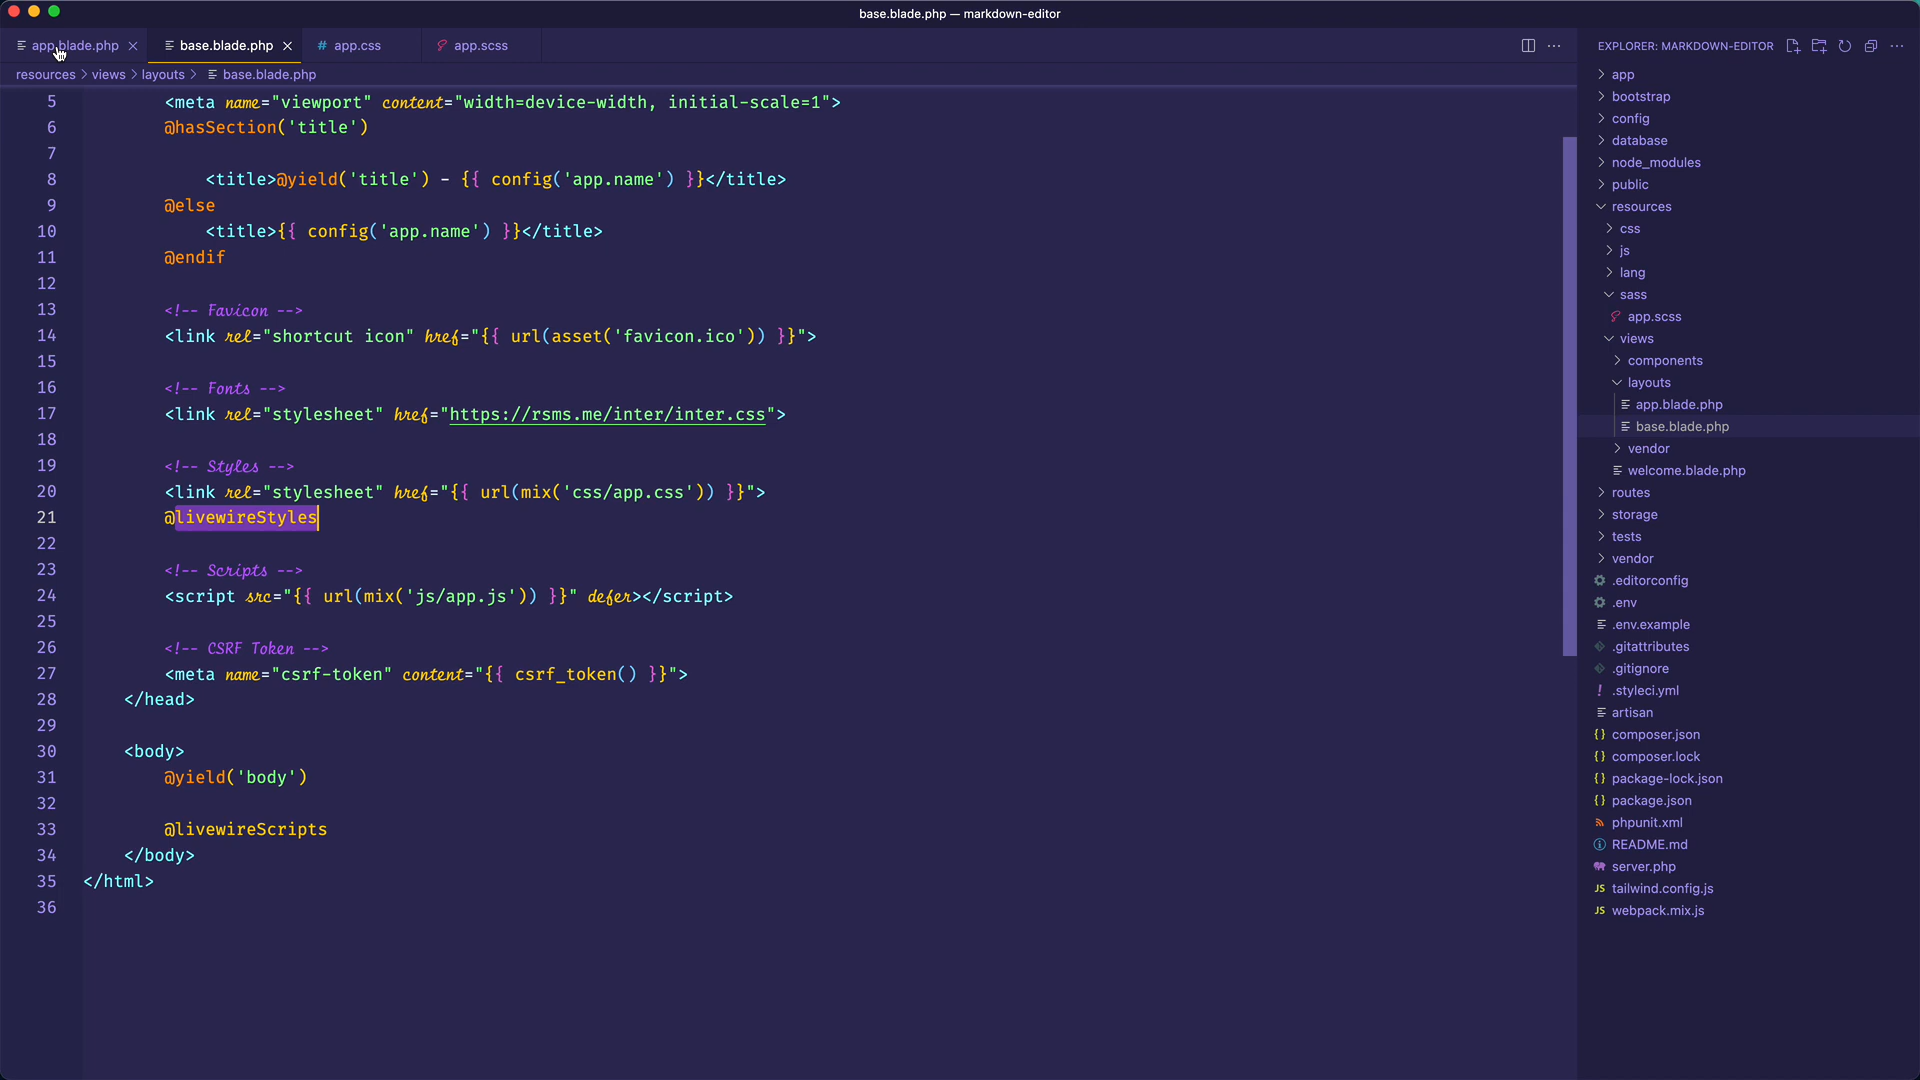 base.blade.php — markdown-editor
app.blade.php
base.blade.php
# app.css
app.scss
resources > views > layouts > base.blade.php
5 <meta name="viewport" content="width=device-width, initial-scale=1">
6 @hasSection('title')
7
8 <title>@yield('title') - {{ config('app.name') }}</title>
9 @else
10 <title>{{ config('app.name') }}</title>
11 @endif
12
13 <!-- Favicon -->
14 <link rel="shortcut icon" href="{{ url(asset('favicon.ico')) }}">
15
16 <!-- Fonts -->
17 <link rel="stylesheet" href="https://rsms.me/inter/inter.css">
18
19 <!-- Styles -->
20 <link rel="stylesheet" href="{{ url(mix('css/app.css')) }}">
21 @livewireStyles
22
23 <!-- Scripts -->
24 <script src="{{ url(mix('js/app.js')) }}" defer></script>
25
26 <!-- CSRF Token -->
27 <meta name="csrf-token" content="{{ csrf_token() }}">
28 </head>
29
30 <body>
31 @yield('body')
32
33 @livewireScripts
34 </body>
35 </html>
36
EXPLORER: MARKDOWN-EDITOR
app
bootstrap
config
database
node_modules
public
resources
css
js
lang
sass
app.scss
views
components
layouts
app.blade.php
base.blade.php
vendor
welcome.blade.php
routes
storage
tests
vendor
.editorconfig
.env
.env.example
.gitattributes
.gitignore
! .styleci.yml
artisan
{} composer.json
{} composer.lock
{} package-lock.json
{} package.json
phpunit.xml
README.md
server.php
JS tailwind.config.js
JS webpack.mix.js